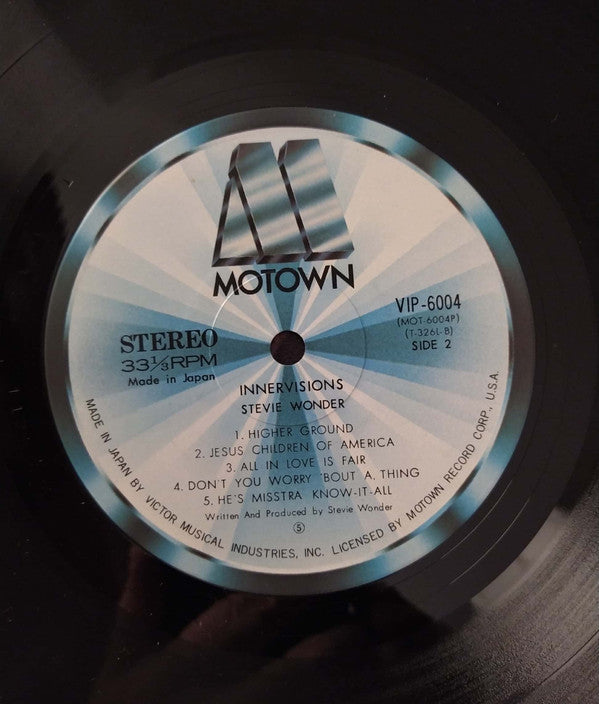 MOTOWN
VIP-6004
(MOT-6004P)
(T-326L-B)
SIDE 2
STEREO
33⅓RPM
Made in Japan
INNERVISIONS
STEVIE WONDER
1. HIGHER GROUND
2. JESUS CHILDREN OF AMERICA
3. ALL IN LOVE IS FAIR
4. DON'T YOU WORRY 'BOUT A, THING
5. HE'S MISSTRA KNOW-IT-ALL
Written And Produced by Stevie Wonder
Ⓢ
MADE IN JAPAN BY VICTOR MUSICAL INDUSTRIES, INC. LICENSED BY MOTOWN RECORD CORP., U.S.A.